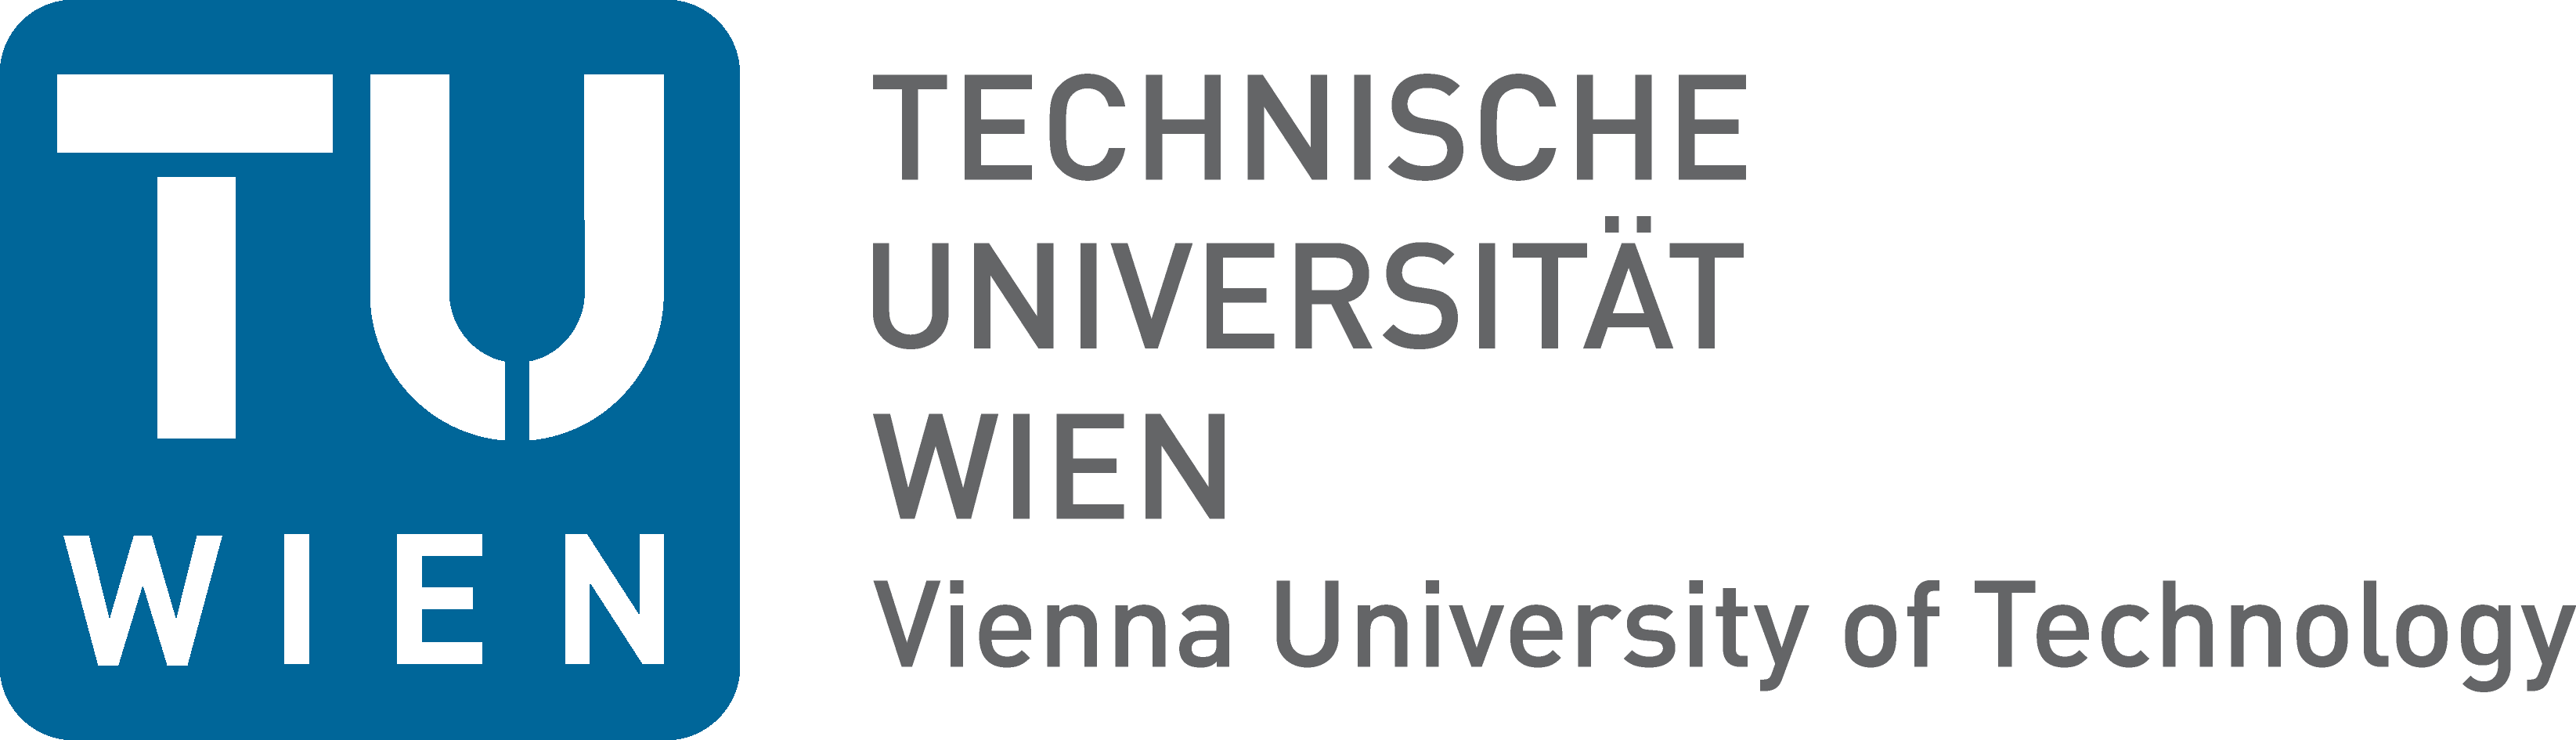 TU
WIEN
TECHNISCHE
UNIVERSITÄT
WIEN
Vienna University of Technology